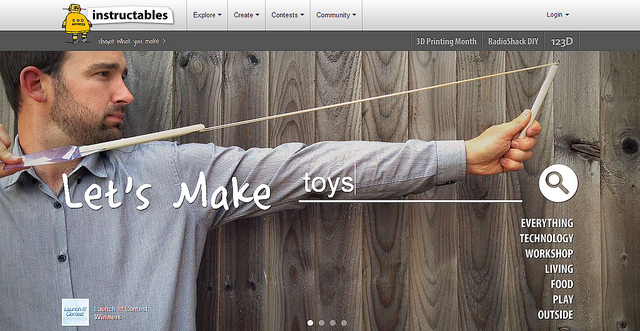 instructables
Explore
Create
Contests
Community
Login
share what you make >
3D Printing Month
RadioShack DIY
123D
Let's Make toys
EVERYTHING
TECHNOLOGY
WORKSHOP
LIVING
FOOD
PLAY
OUTSIDE
Launch It!
Contest
Launch It! Contest
Winners